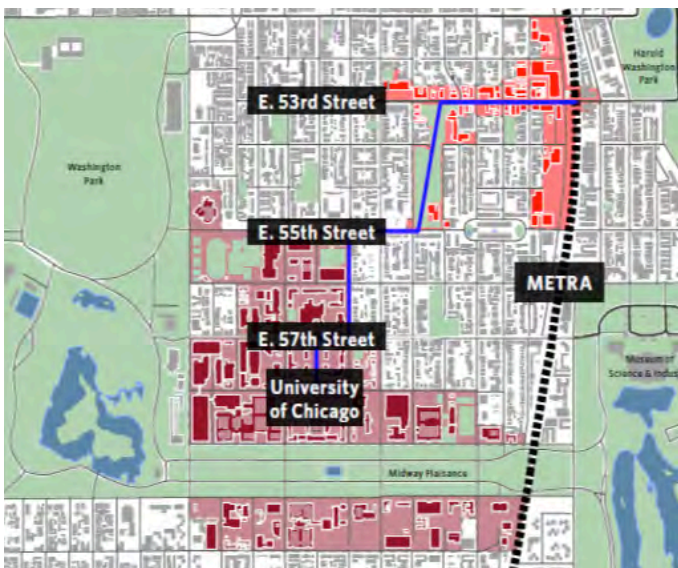 Harold
Washington
Park
E. 53rd Street
Washington
Park
E. 55th Street
METRA
E. 57th Street
Museum of
Science & Indus
University
of Chicago
Midway Plaisance